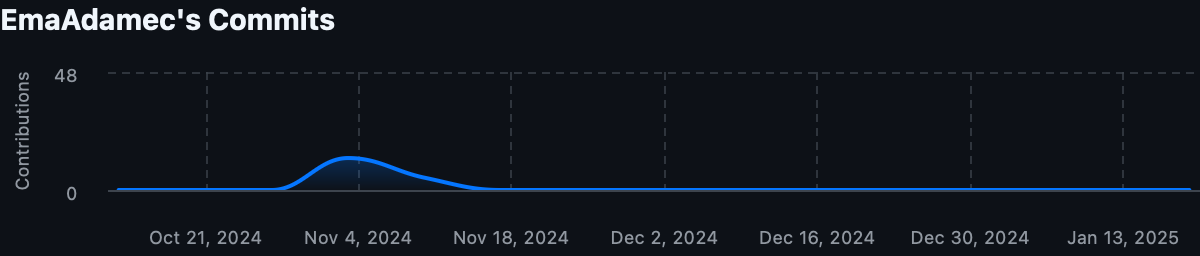 EmaAdamec's Commits
Contributions
48
0
Oct 21, 2024 Nov 4, 2024 Nov 18, 2024 Dec 2, 2024 Dec 16, 2024 Dec 30, 2024 Jan 13, 2025